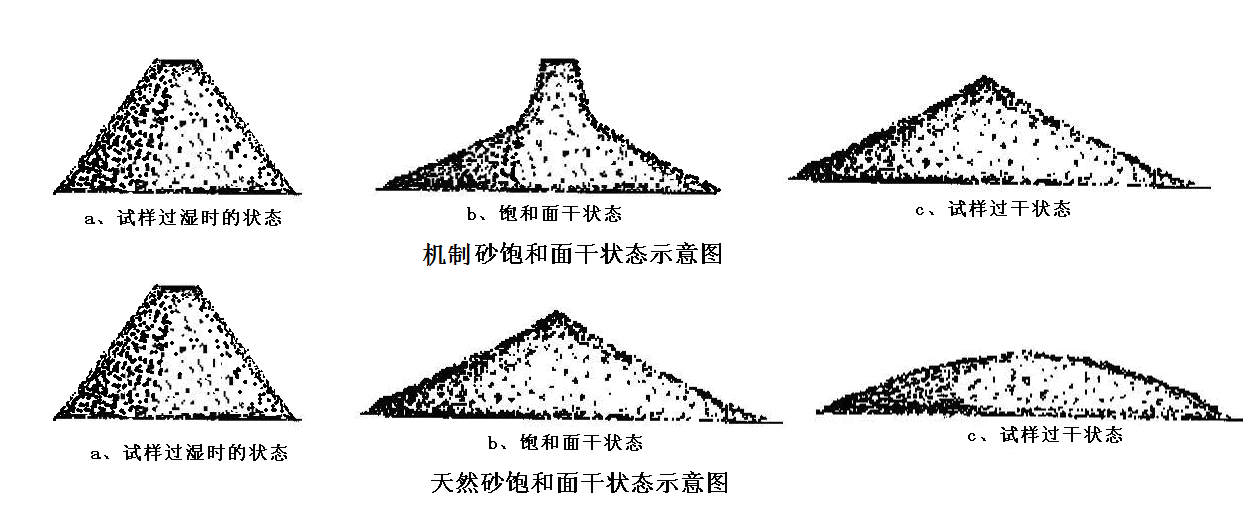 a、试样过湿时的状态
b、饱和面干状态
c、试样过干状态
机制砂饱和面干状态示意图
a、试样过湿时的状态
b、饱和面干状态
c、试样过干状态
天然砂饱和面干状态示意图